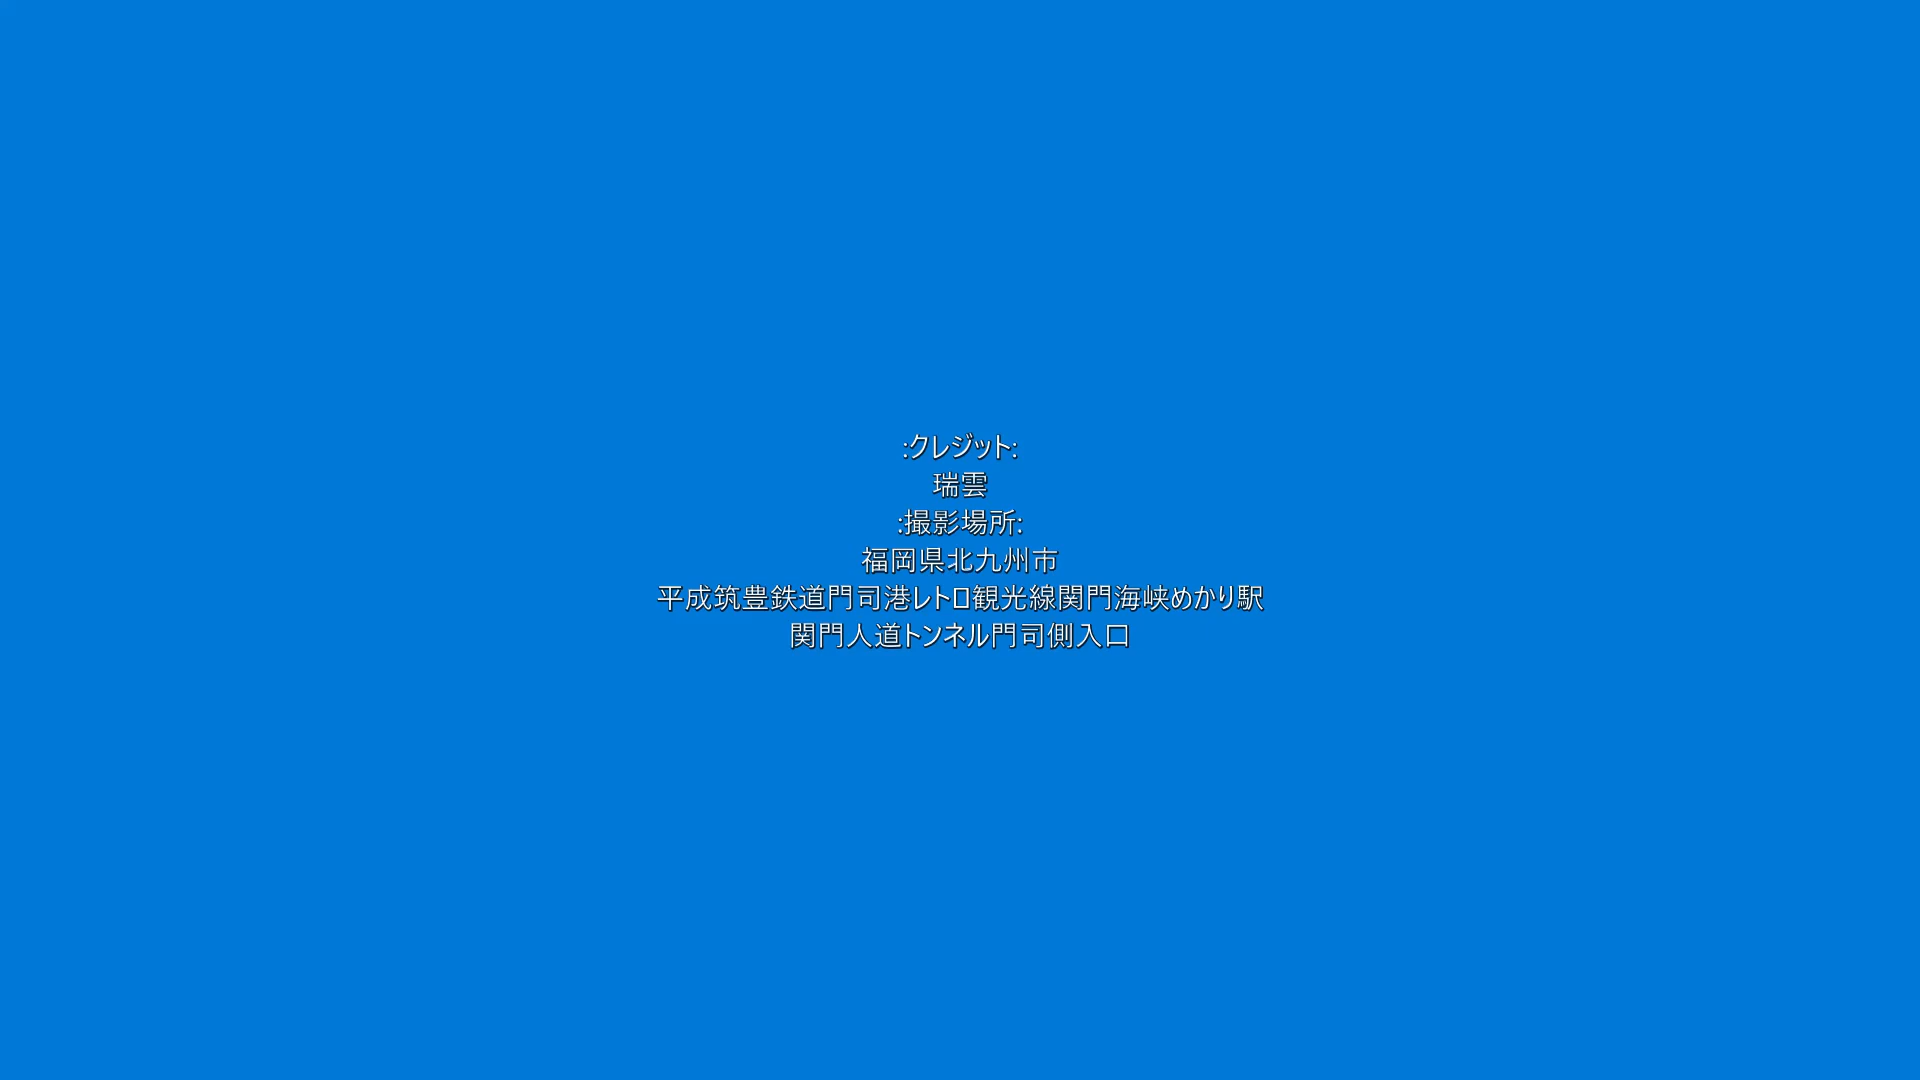 :クレジット:
瑞雲
:撮影場所:
福岡県北九州市
平成筑豊鉄道門司港レトロ観光線関門海峡めかり駅
関門人道トンネル門司側入口